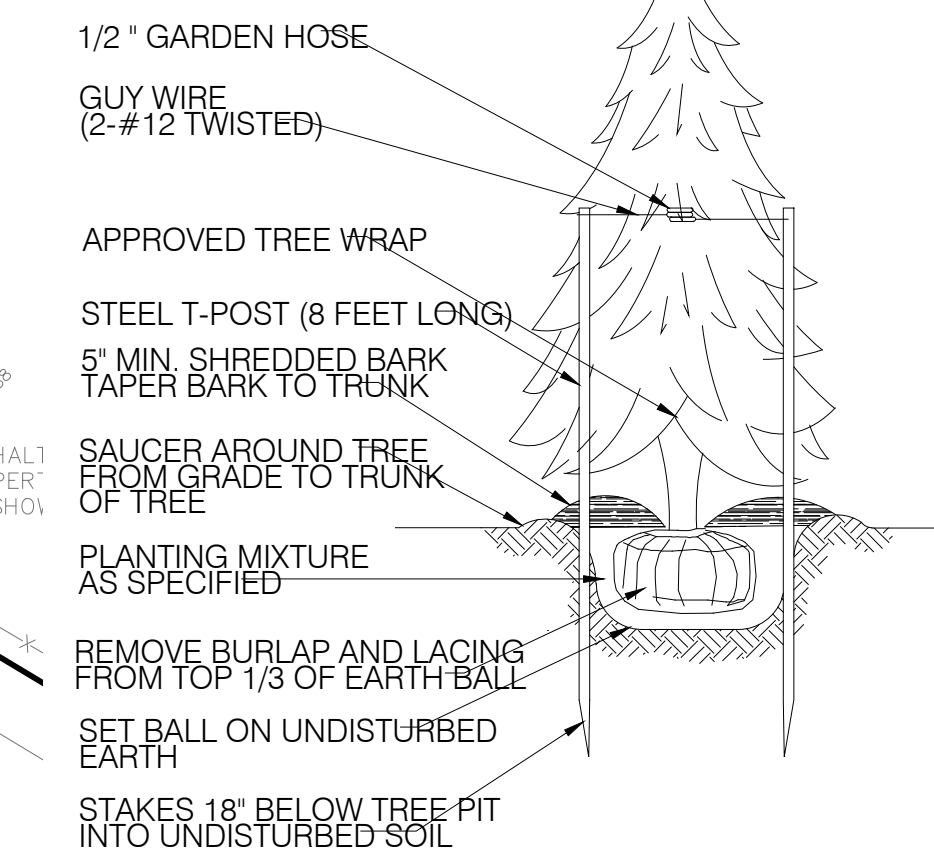 1/2 " GARDEN HOSE
GUY WIRE
(2-#12 TWISTED)
APPROVED TREE WRAP
STEEL T-POST (8 FEET LONG)
5" MIN. SHREDDED BARK
TAPER BARK TO TRUNK
SAUCER AROUND TREE
FROM GRADE TO TRUNK
OF TREE
PLANTING MIXTURE
AS SPECIFIED
REMOVE BURLAP AND LACING
FROM TOP 1/3 OF EARTH BALL
SET BALL ON UNDISTURBED
EARTH
STAKES 18" BELOW TREE PIT
INTO UNDISTURBED SOIL